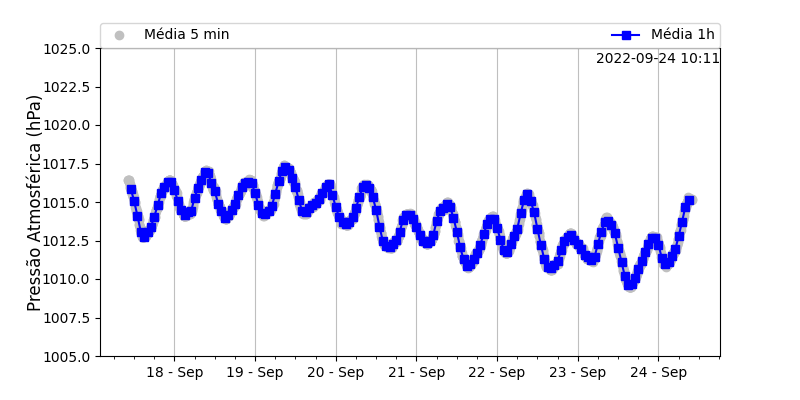 Média 5 min
Média 1h
2022-09-24 10:11
Pressão Atmosférica (hPa)
1025.0
1022.5
1020.0
1017.5
1015.0
1012.5
1010.0
1007.5
1005.0
18 - Sep
19 - Sep
20 - Sep
21 - Sep
22 - Sep
23 - Sep
24 - Sep